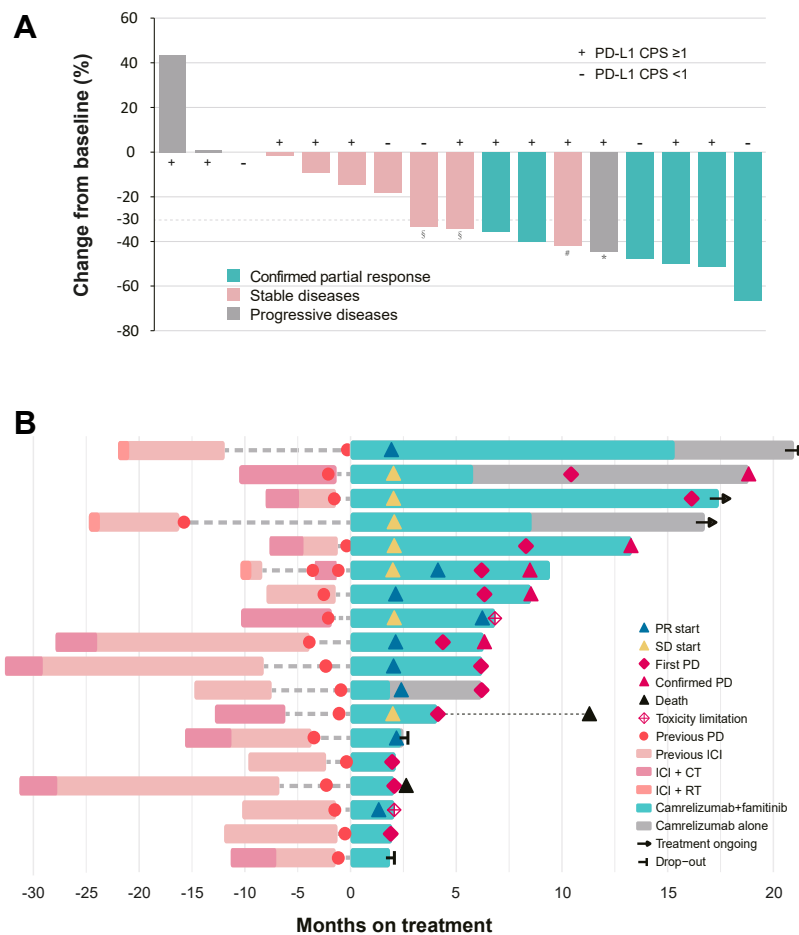 A
60
40
20
0
-20
-30
-40
-60
-80
Change from baseline (%)
+ PD-L1 CPS ≥1
- PD-L1 CPS <1
+ + + - - + + + + + - + + -
+ + -
§ § # *
Confirmed partial response
Stable diseases
Progressive diseases
B
PR start
SD start
First PD
Confirmed PD
Death
Toxicity limitation
Previous PD
Previous ICI
ICI + CT
ICI + RT
Camrelizumab+famitinib
Camrelizumab alone
Treatment ongoing
Drop−out
-30 -25 -20 -15 -10 -5 0 5 10 15 20
Months on treatment